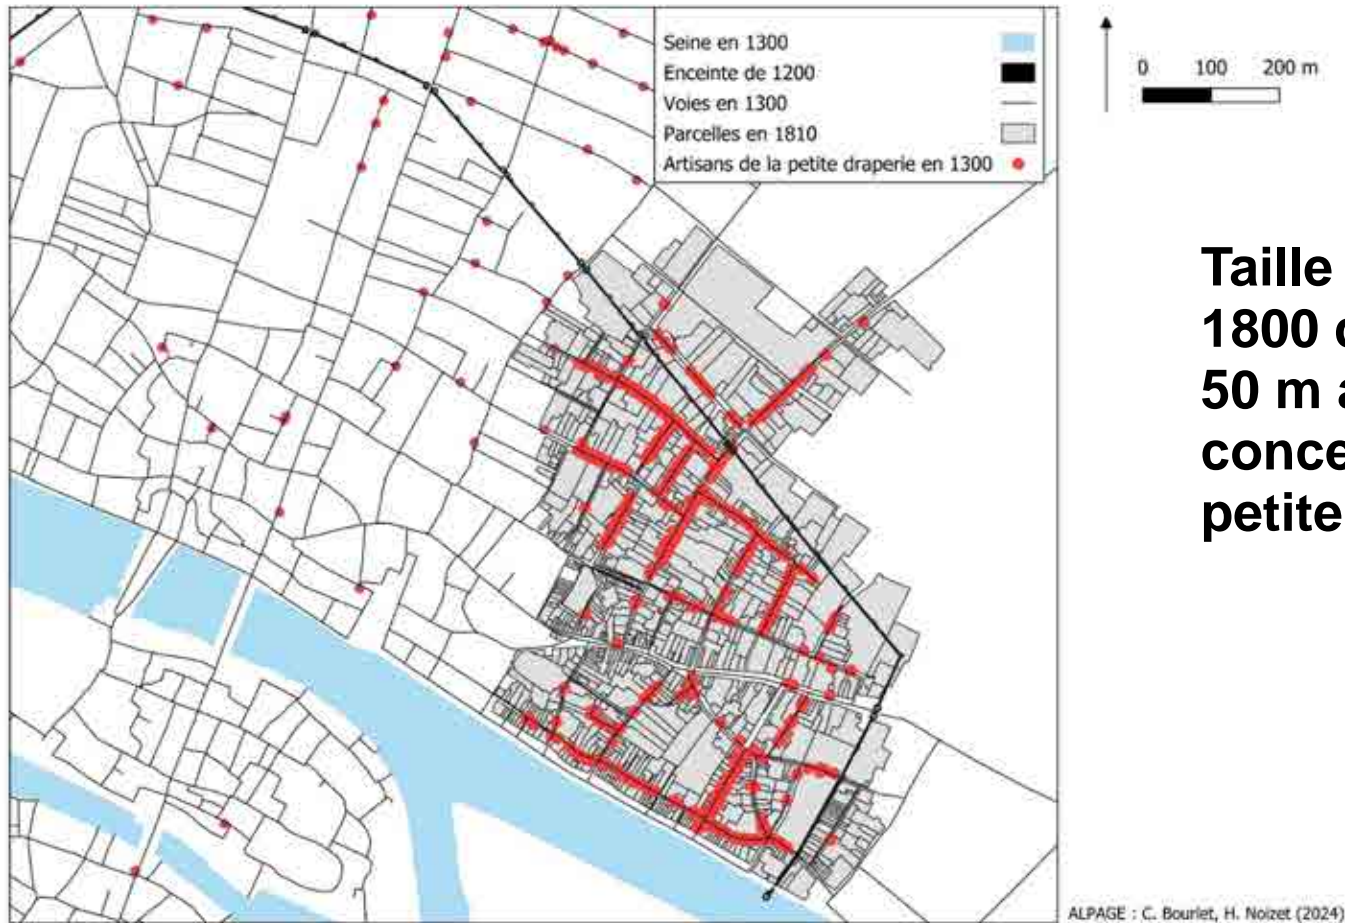 Seine en 1300
Enceinte de 1200
Voies en 1300
Parcelles en 1810
Artisans de la petite draperie en 1300
0 100 200 m
Taille
1800
50 m
conce
petite
ALPAGE : C. Bourlet, H. Noizet (2024)